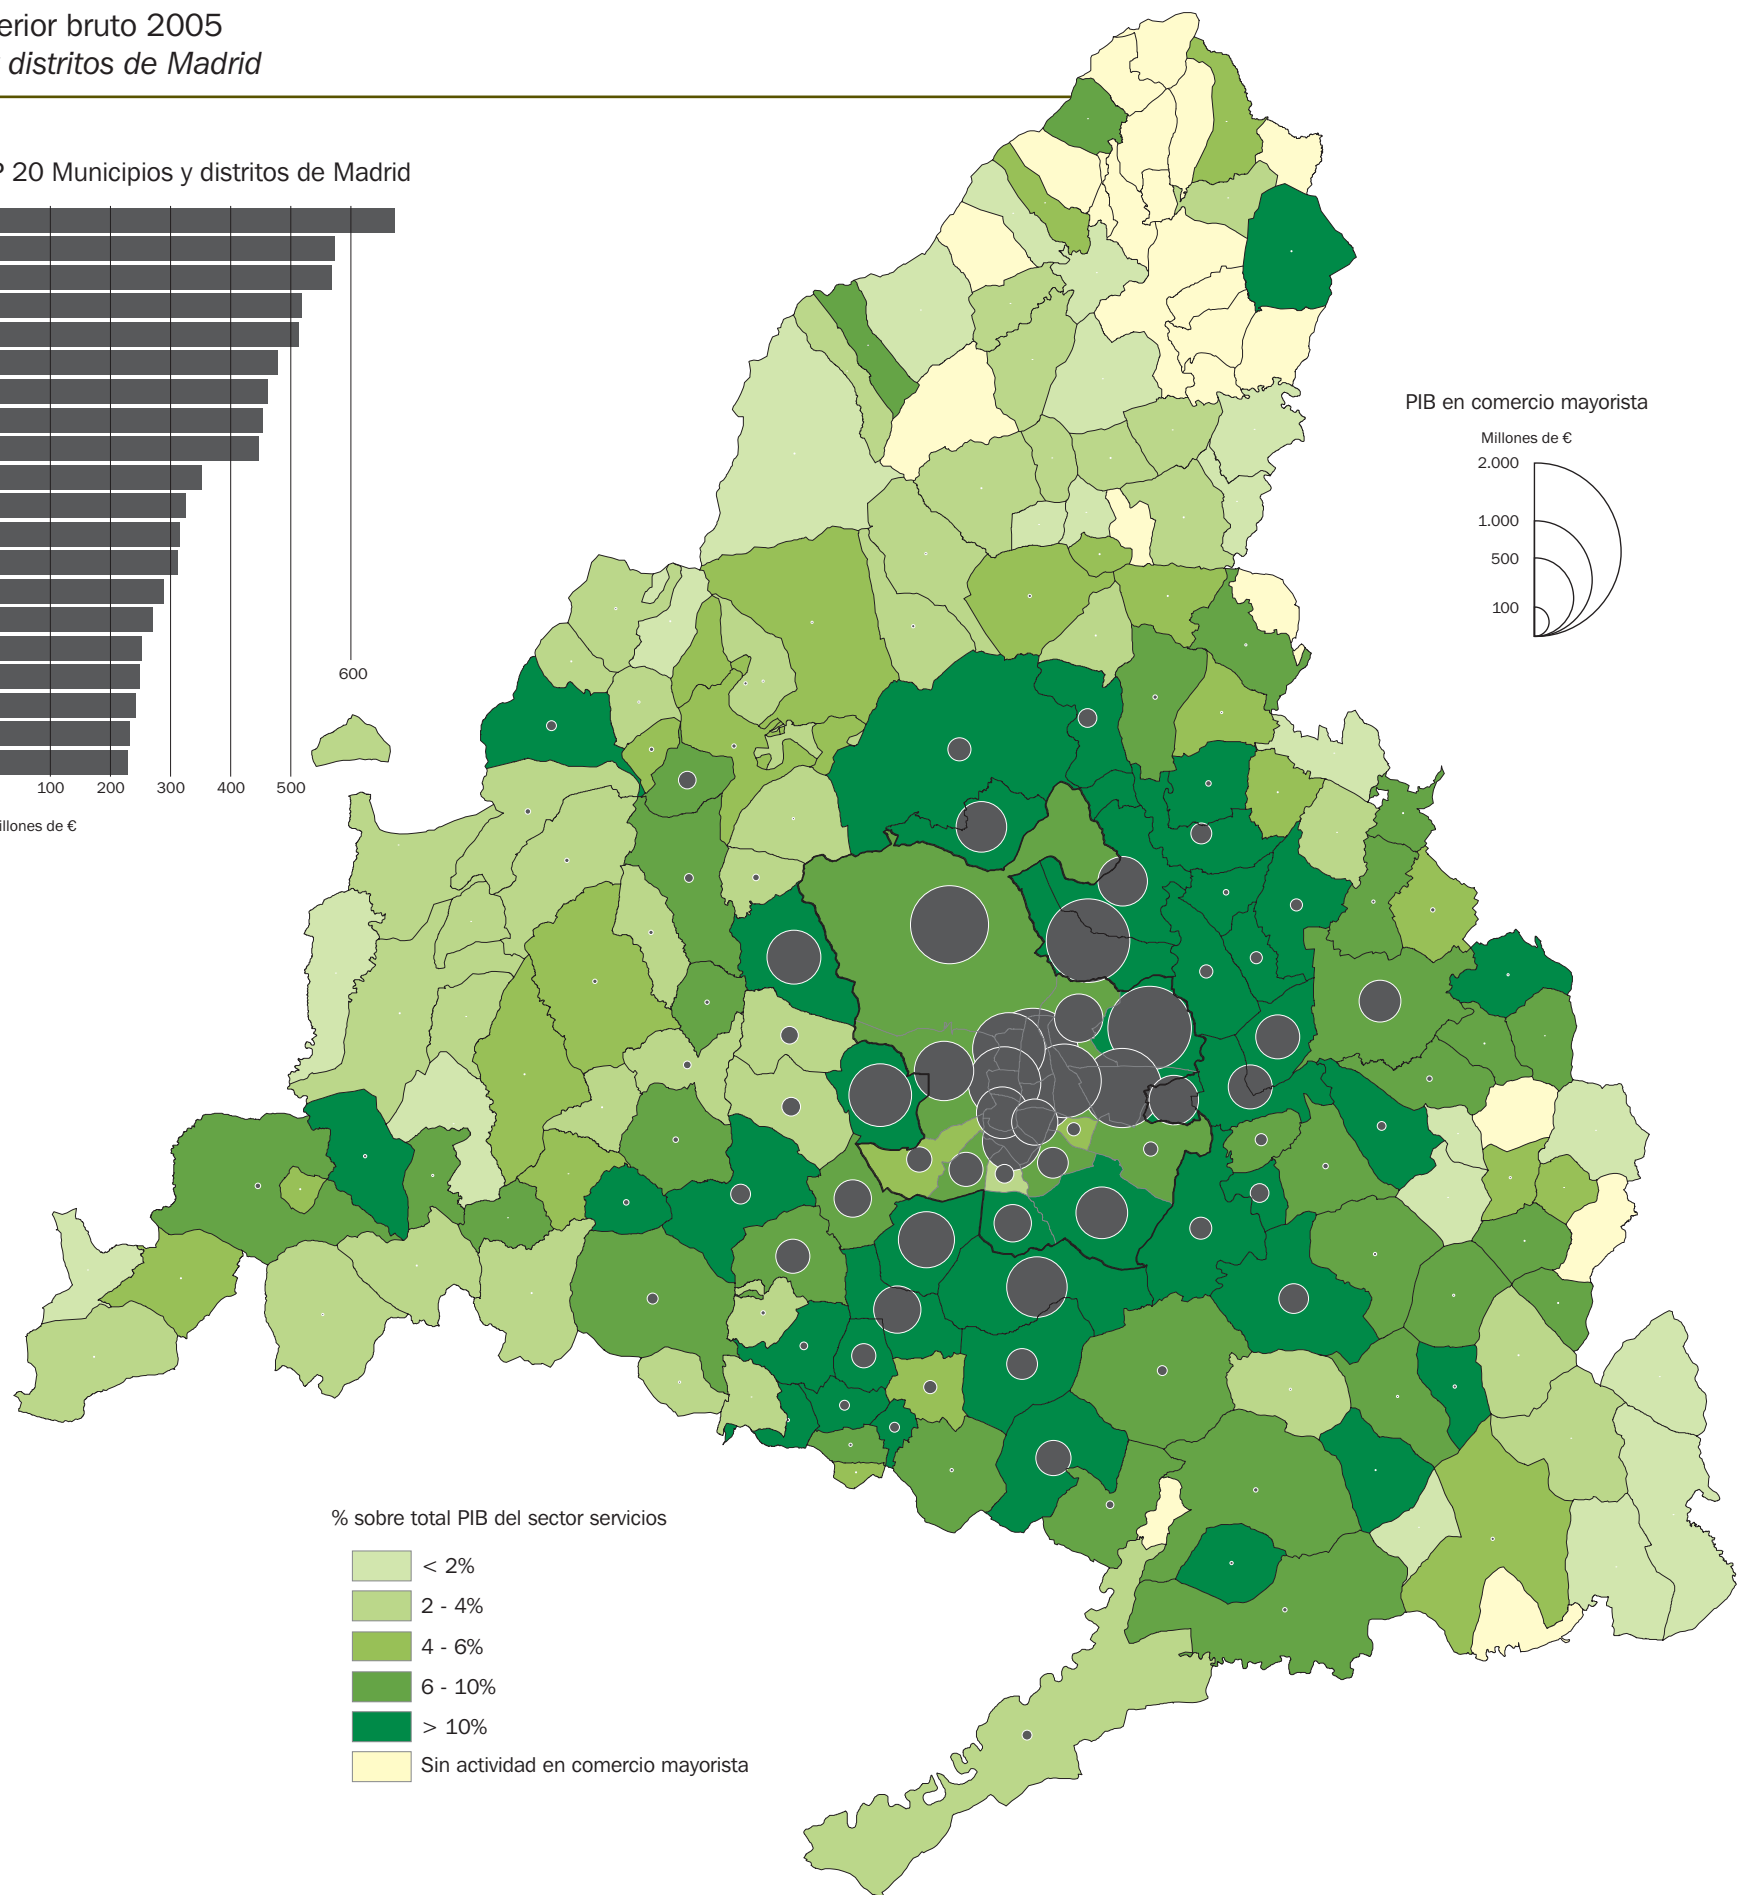 erior bruto 2005
distritos de Madrid
P 20 Municipios y distritos de Madrid
600
100 200 300 400 500
illones de €
PIB en comercio mayorista
Millones de €
2.000
1.000
500
100
% sobre total PIB del sector servicios
< 2%
2 - 4%
4 - 6%
6 - 10%
> 10%
Sin actividad en comercio mayorista